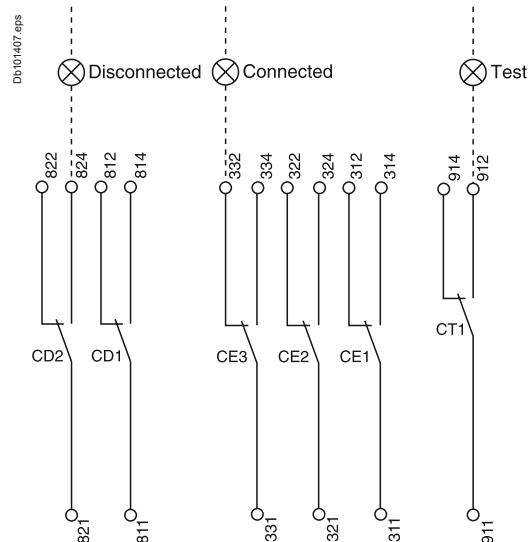 Db101407.eps
Disconnected
Connected
Test
822
824
812
814
332
334
322
324
312
314
914
912
CD2
CD1
CE3
CE2
CE1
CT1
821
811
331
321
311
911